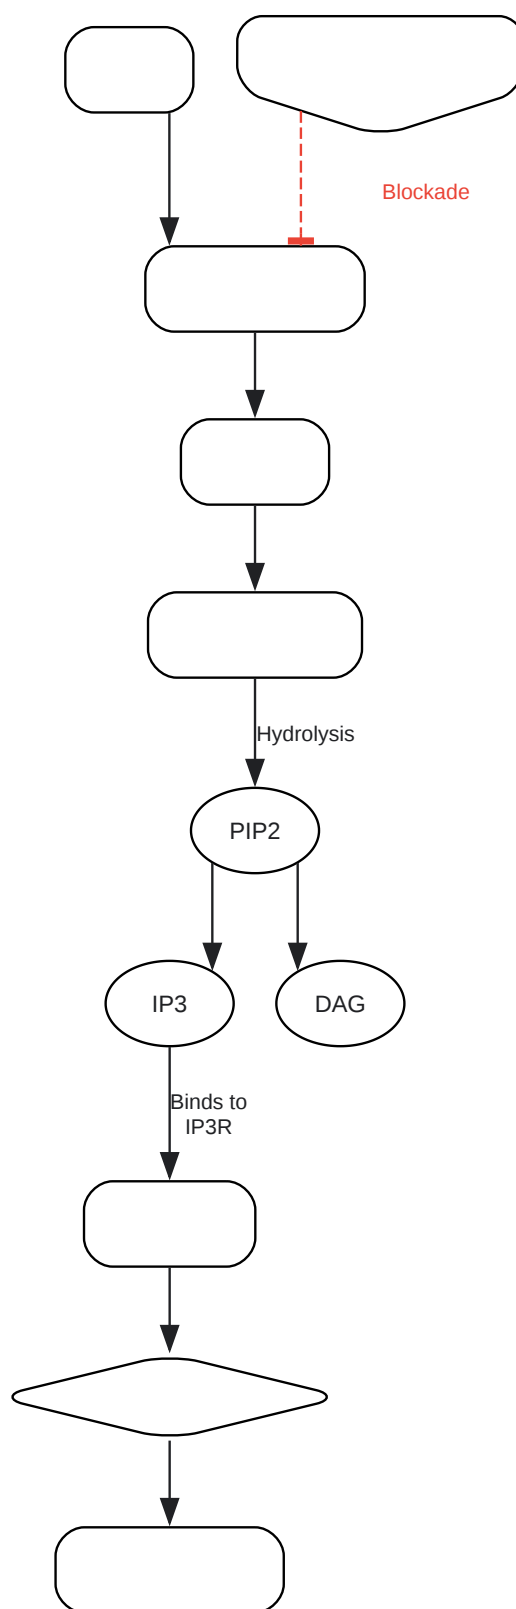 Blockade
Hydrolysis
PIP2
IP3
DAG
Binds to
IP3R